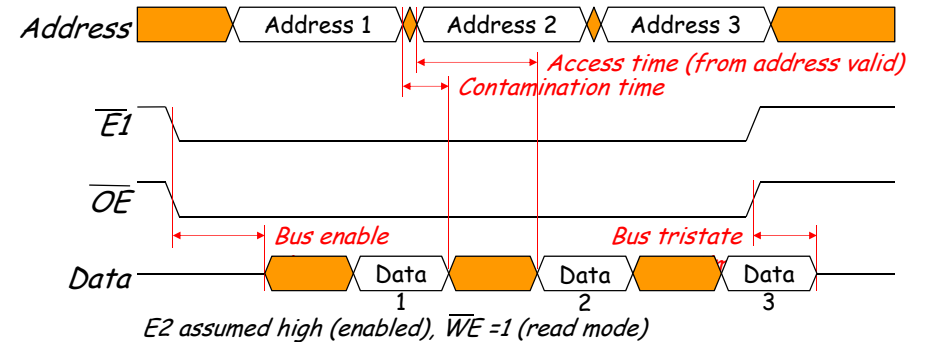 Address Address 1 Address 2 Address 3
Access time (from address valid)
Contamination time
E1
OE
Bus enable Bus tristate
Data Data 1 Data 2 Data 3
E2 assumed high (enabled), WE =1 (read mode)